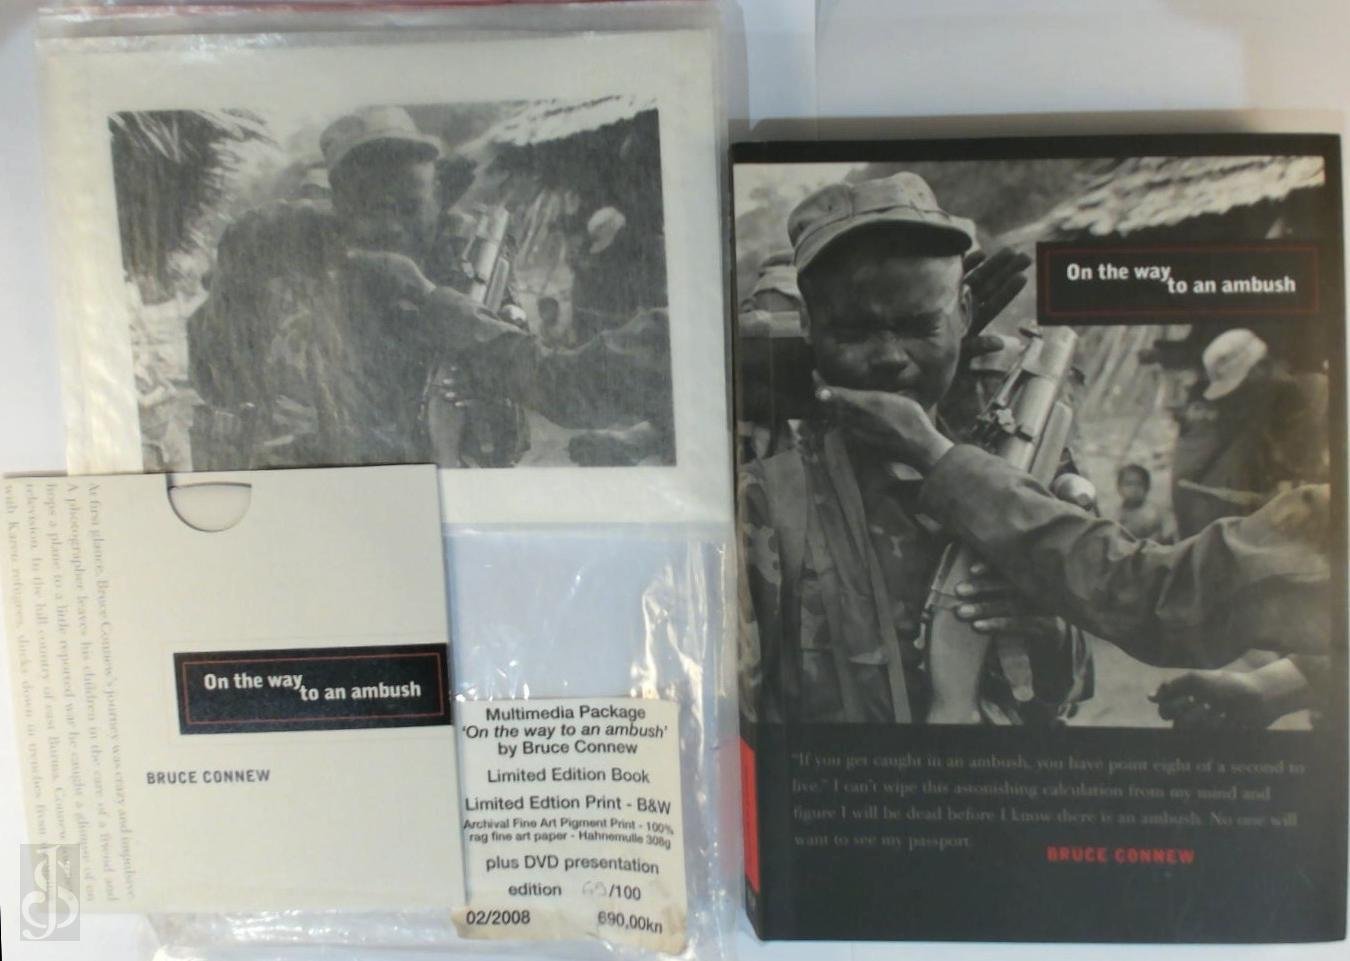 On the way
to an ambush
"If you get caught in an ambush, you have point eight of a second to
live." I can't wipe this astonishing calculation from my mind and
figure I will be dead before I know there is an ambush. No one will
want to see my passport.
BRUCE CONNEW
At first glance, Bruce Connew's journey was crazy and impulsive.
A photographer leaves his children in the care of a friend and
hops a plane to a little reported war he caught a glimpse of on
television. In the hill country of east Burma, Connew
with Karen refugees, ducks down in trenches from
On the way
to an ambush
BRUCE CONNEW
Multimedia Package
'On the way to an ambush'
by Bruce Connew
Limited Edition Book
Limited Edtion Print - B&W
Archival Fine Art Pigment Print - 100%
rag fine art paper - Hahnemulle 308g
plus DVD presentation
edition /100
02/2008 690,00kn